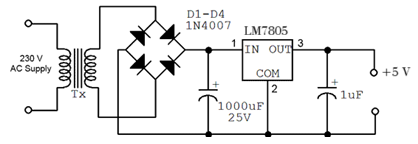 D1-D4
1N4007
LM7805
230 V
AC Supply
1
IN OUT
3
COM
2
+5 V
Tx
+
1000uF
25V
+
1uF